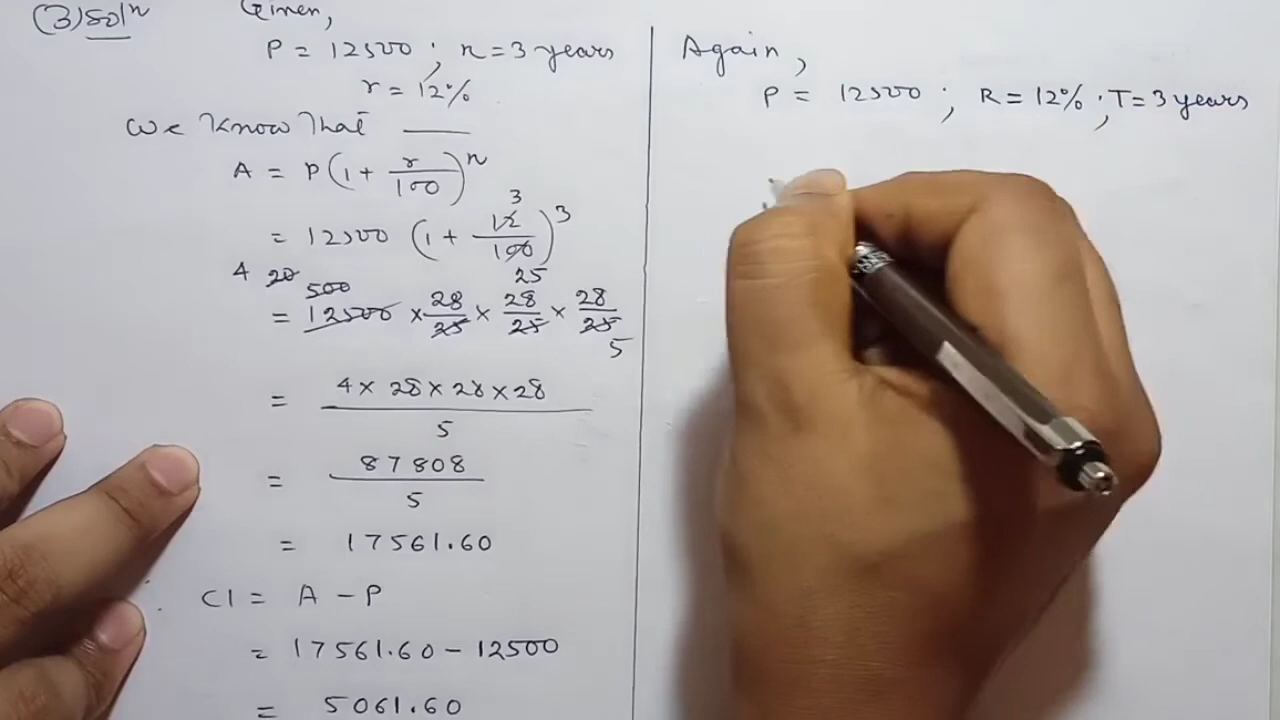 (3) Solⁿ Given,
P = 12500 ; n = 3 years
r = 12%
We know that ——
A = P(1 + r/100)ⁿ
= 12500 (1 + 12/100)³
3
25
4 20 500
= 12500 × 28/25 × 28/25 × 28/25
5
= 4 × 28 × 28 × 28 / 5
= 87808 / 5
= 17561.60
CI = A - P
= 17561.60 - 12500
= 5061.60
Again,
P = 12500 ; R = 12% ; T = 3 years